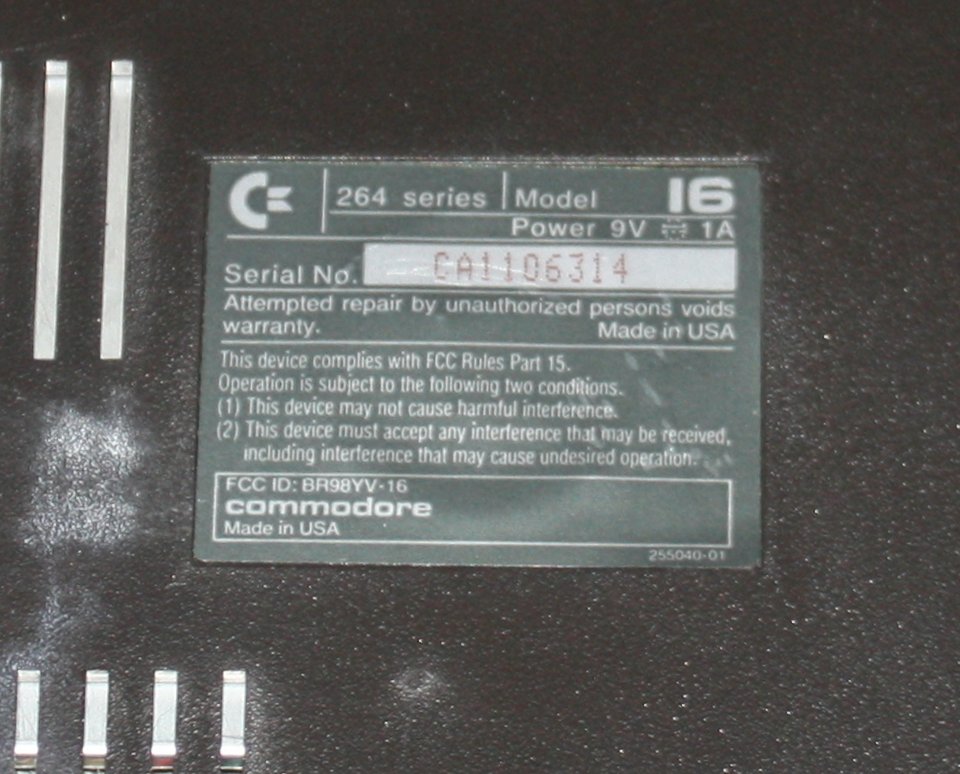 264 series Model 16
Power 9V 1A
Serial No. CA1106314
Attempted repair by unauthorized persons voids
warranty. Made in USA
This device complies with FCC Rules Part 15.
Operation is subject to the following two conditions.
(1) This device may not cause harmful interference.
(2) This device must accept any interference that may be received,
including interference that may cause undesired operation.
FCC ID: BR98YV-16
commodore
Made in USA
255040-01